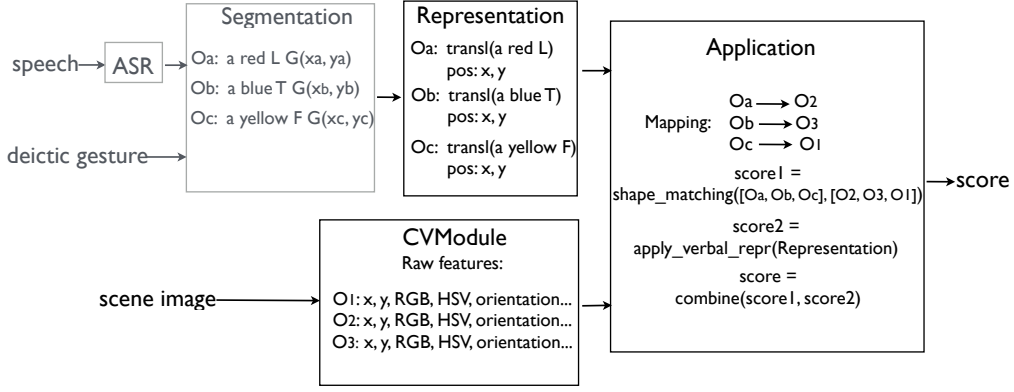 speech
ASR
deictic gesture
Segmentation
Oa: a red L G(xa, ya)
Ob: a blue T G(xb, yb)
Oc: a yellow F G(xc, yc)
Representation
Oa: transl(a red L)
pos: x, y
Ob: transl(a blue T)
pos: x, y
Oc: transl(a yellow F)
pos: x, y
scene image
CVModule
Raw features:
O1: x, y, RGB, HSV, orientation...
O2: x, y, RGB, HSV, orientation...
O3: x, y, RGB, HSV, orientation...
Application
Mapping:
Oa O2
Ob O3
Oc O1
score1 =
shape_matching([Oa, Ob, Oc], [O2, O3, O1])
score2 =
apply_verbal_repr(Representation)
score =
combine(score1, score2)
score